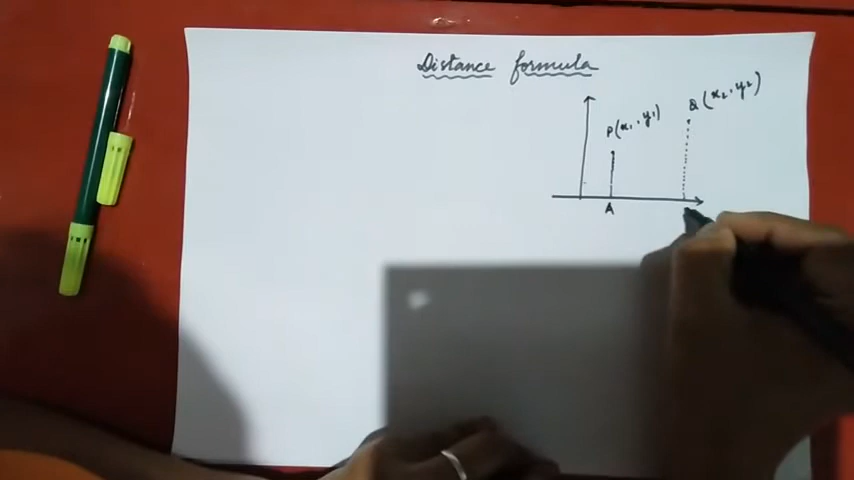 Distance formula
Q(x₂, y₂)
P(x₁, y₁)
A